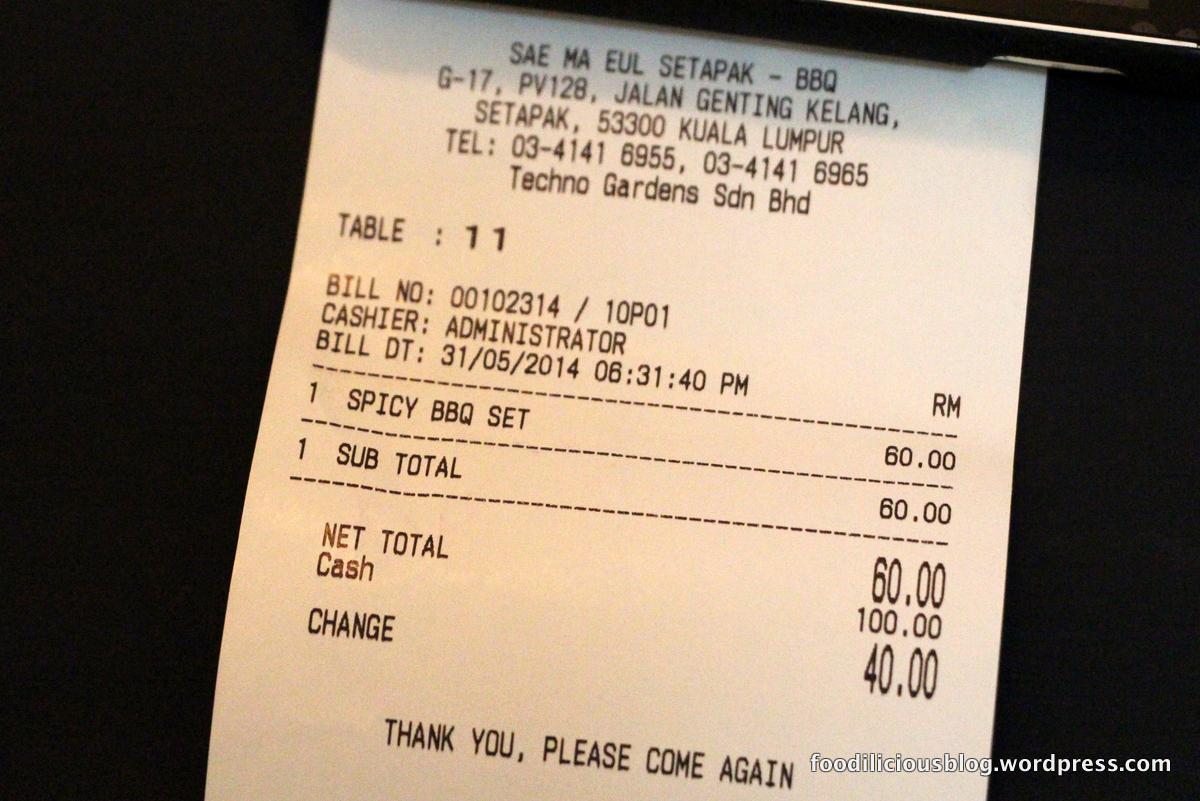 SAE MA EUL SETAPAK - BBQ
G-17, PV128, JALAN GENTING KELANG,
SETAPAK, 53300 KUALA LUMPUR
TEL: 03-4141 6955, 03-4141 6965
Techno Gardens Sdn Bhd
TABLE : 11
BILL NO: 00102314 / 10P01
CASHIER: ADMINISTRATOR
BILL DT: 31/05/2014 06:31:40 PM
RM
1 SPICY BBQ SET 60.00
1 SUB TOTAL 60.00
NET TOTAL 60.00
Cash 100.00
CHANGE 40.00
THANK YOU, PLEASE COME AGAIN
foodiliciousblog.wordpress.com